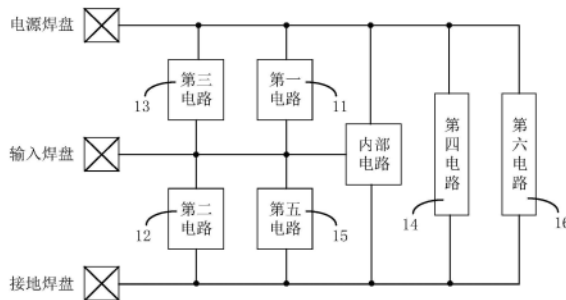 电源焊盘
第三
电路
13
第一
电路
11
输入焊盘
内部
电路
第四电路
14
第六电路
16
第二
电路
12
第五
电路
15
接地焊盘